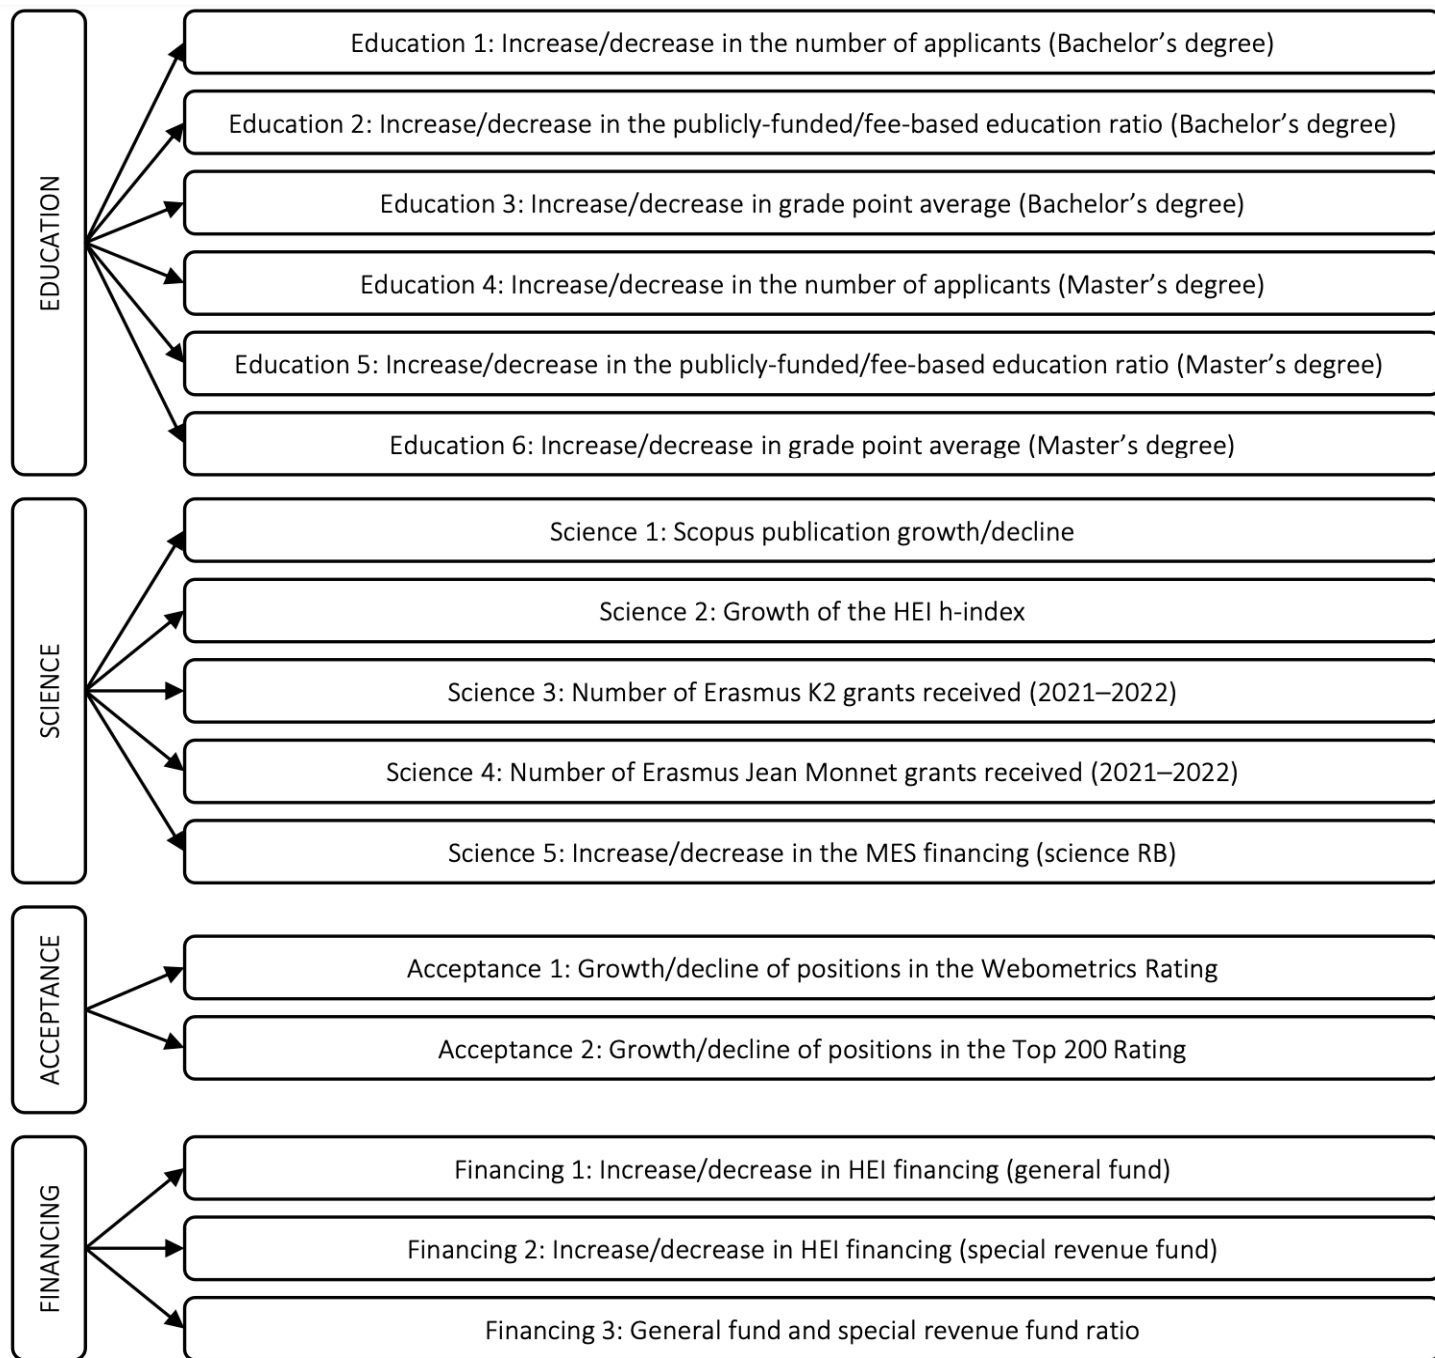 EDUCATION
Education 1: Increase/decrease in the number of applicants (Bachelor’s degree)
Education 2: Increase/decrease in the publicly-funded/fee-based education ratio (Bachelor’s degree)
Education 3: Increase/decrease in grade point average (Bachelor’s degree)
Education 4: Increase/decrease in the number of applicants (Master’s degree)
Education 5: Increase/decrease in the publicly-funded/fee-based education ratio (Master’s degree)
Education 6: Increase/decrease in grade point average (Master’s degree)
SCIENCE
Science 1: Scopus publication growth/decline
Science 2: Growth of the HEI h-index
Science 3: Number of Erasmus K2 grants received (2021–2022)
Science 4: Number of Erasmus Jean Monnet grants received (2021–2022)
Science 5: Increase/decrease in the MES financing (science RB)
ACCEPTANCE
Acceptance 1: Growth/decline of positions in the Webometrics Rating
Acceptance 2: Growth/decline of positions in the Top 200 Rating
FINANCING
Financing 1: Increase/decrease in HEI financing (general fund)
Financing 2: Increase/decrease in HEI financing (special revenue fund)
Financing 3: General fund and special revenue fund ratio